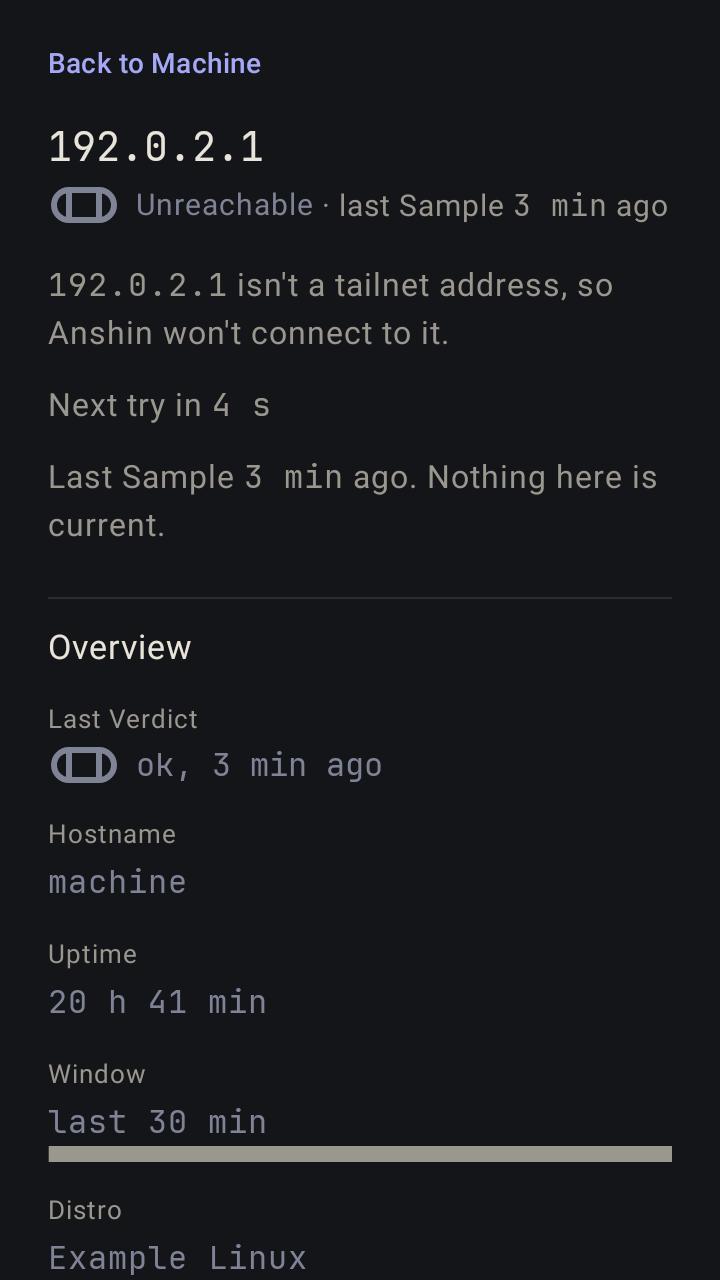 Back to Machine
192.0.2.1
Unreachable · last Sample 3 min ago
192.0.2.1 isn't a tailnet address, so
Anshin won't connect to it.
Next try in 4 s
Last Sample 3 min ago. Nothing here is
current.
Overview
Last Verdict
ok, 3 min ago
Hostname
machine
Uptime
20 h 41 min
Window
last 30 min
Distro
Example Linux